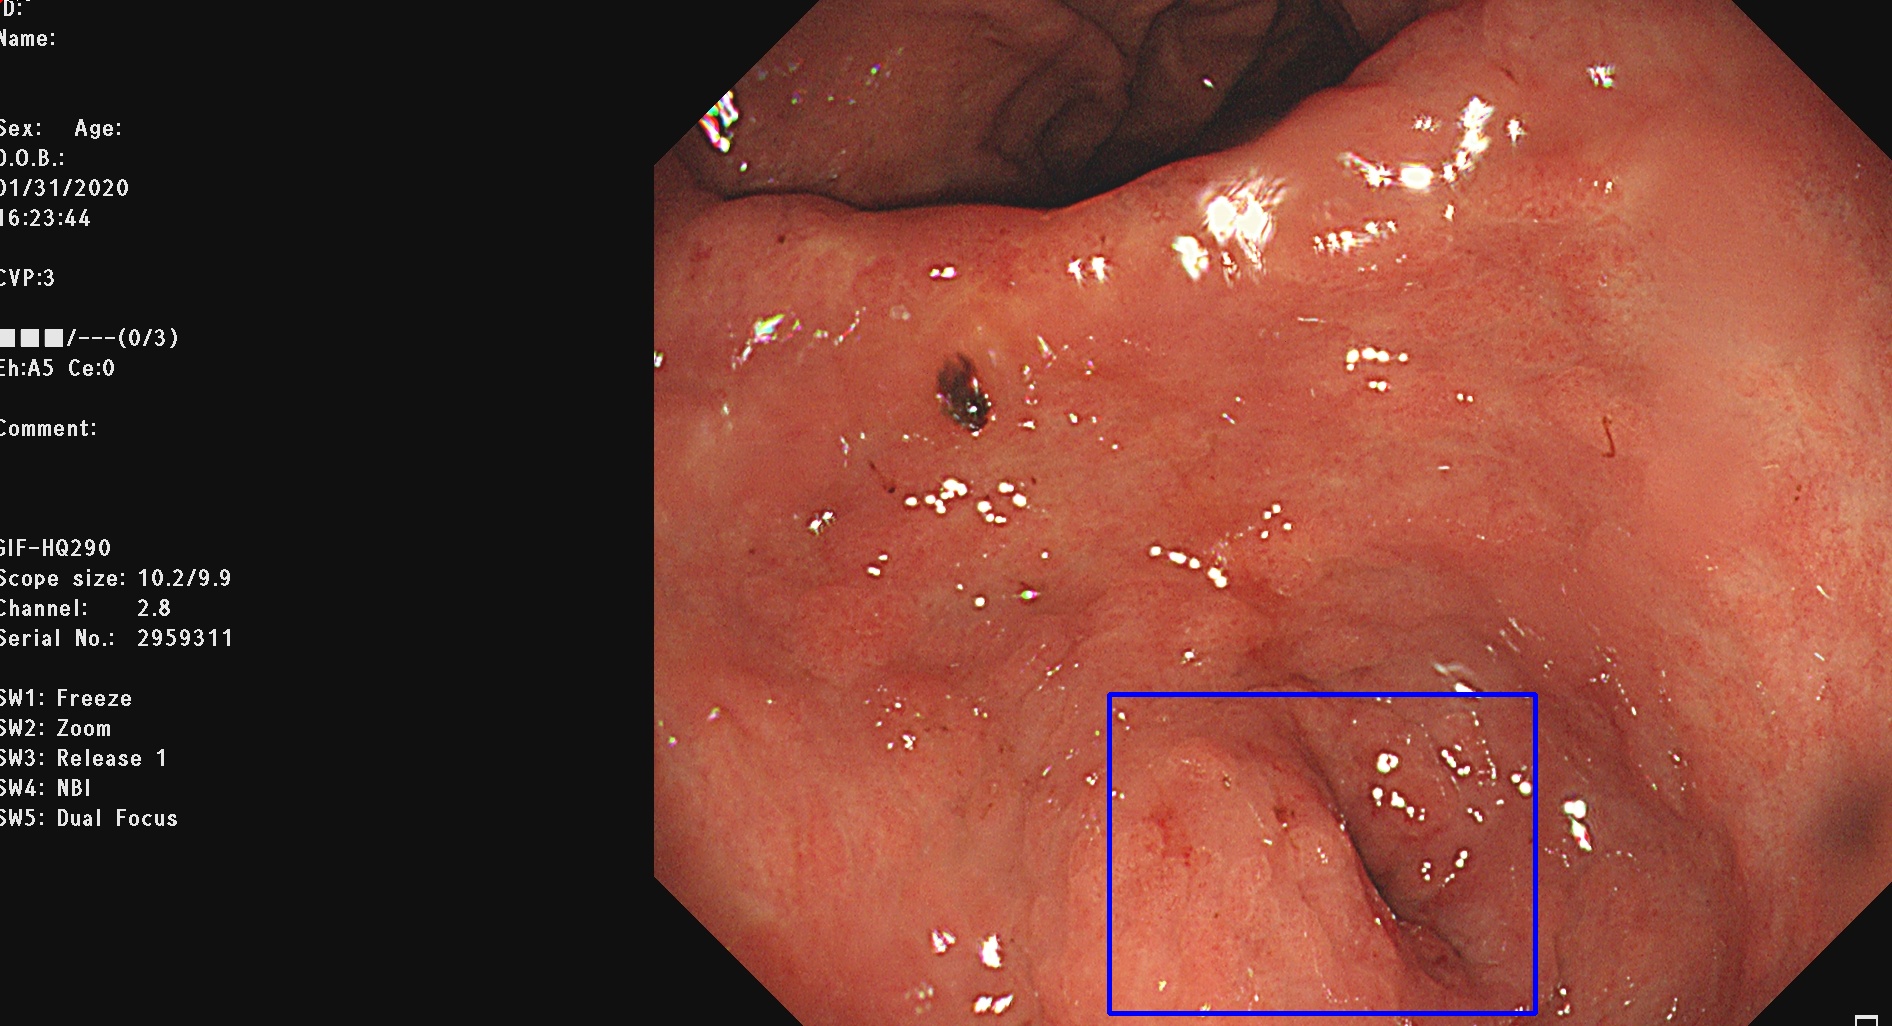 ID:
Name:
Sex: Age:
D.O.B.:
01/31/2020
16:23:44
CVP:3
■■■/---(0/3)
Eh:A5 Ce:0
Comment:
GIF-HQ290
Scope size: 10.2/9.9
Channel: 2.8
Serial No.: 2959311
SW1: Freeze
SW2: Zoom
SW3: Release 1
SW4: NBI
SW5: Dual Focus